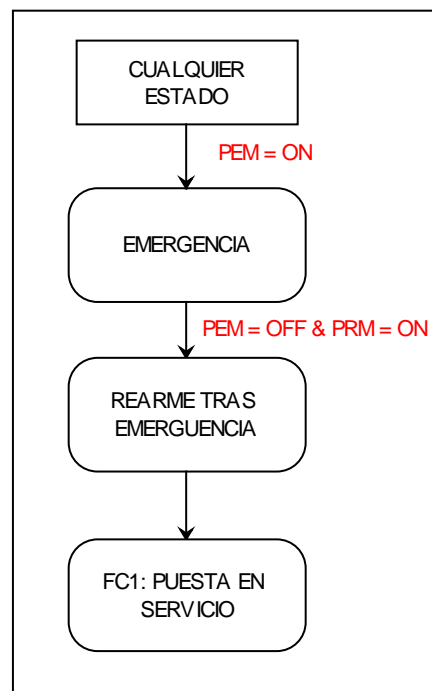 CUALQUIER
ESTADO
PEM = ON
EMERGENCIA
PEM = OFF & PRM = ON
REARME TRAS
EMERGUENCIA
FC1: PUESTA EN
SERVICIO